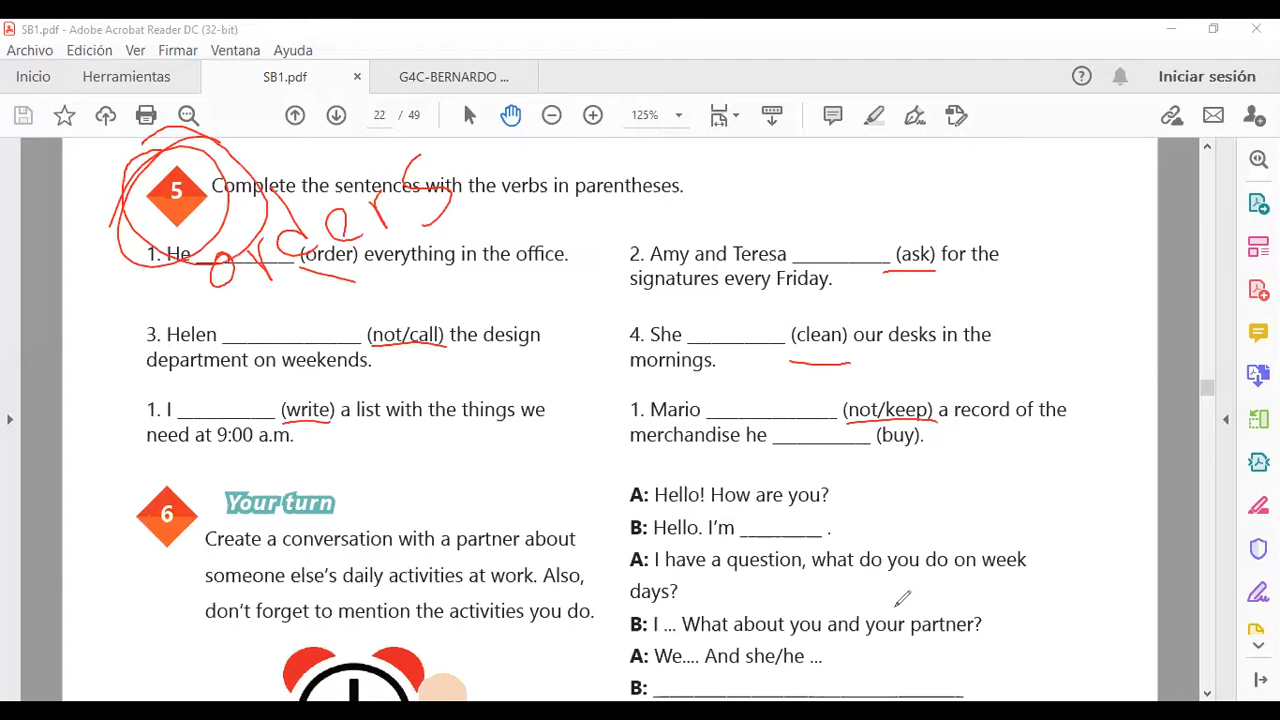 SB1.pdf - Adobe Acrobat Reader DC (32-bit)
Archivo Edición Ver Firmar Ventana Ayuda
Inicio Herramientas SB1.pdf × G4C-BERNARDO ... Iniciar sesión
22 / 49 125%
5 Complete the sentences with the verbs in parentheses.
orders
1. He __________ (order) everything in the office.
2. Amy and Teresa __________ (ask) for the
signatures every Friday.
3. Helen ______________ (not/call) the design
department on weekends.
4. She __________ (clean) our desks in the
mornings.
1. I __________ (write) a list with the things we
need at 9:00 a.m.
1. Mario _____________ (not/keep) a record of the
merchandise he __________ (buy).
6 Your turn
Create a conversation with a partner about
someone else's daily activities at work. Also,
don't forget to mention the activities you do.
A: Hello! How are you?
B: Hello. I'm _________ .
A: I have a question, what do you do on week
days?
B: I ... What about you and your partner?
A: We.... And she/he ...
B: _______________________________